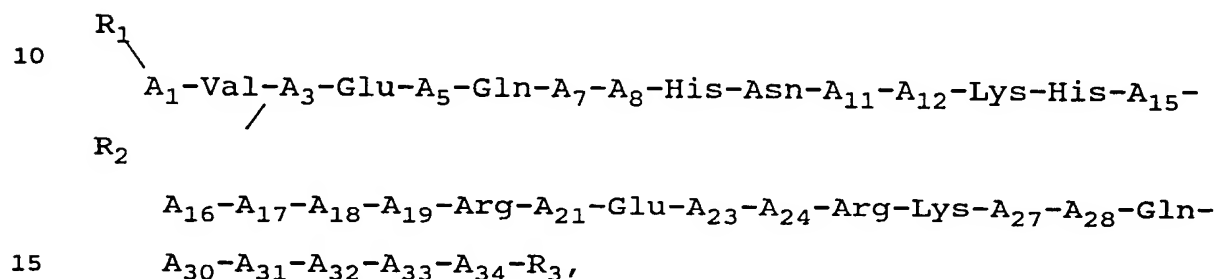 R₁
10
A₁-Val-A₃-Glu-A₅-Gln-A₇-A₈-His-Asn-A₁₁-A₁₂-Lys-His-A₁₅-
R₂
A₁₆-A₁₇-A₁₈-A₁₉-Arg-A₂₁-Glu-A₂₃-A₂₄-Arg-Lys-A₂₇-A₂₈-Gln-
15 A₃₀-A₃₁-A₃₂-A₃₃-A₃₄-R₃,